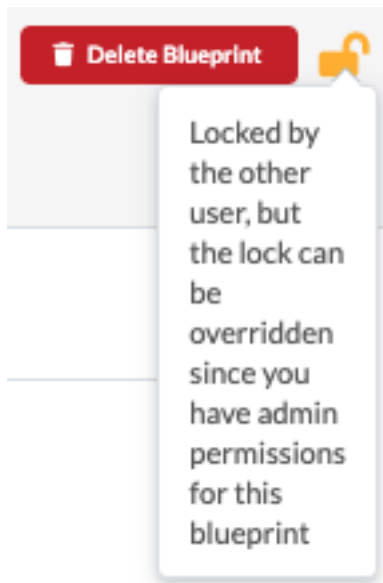 Delete Blueprint
Locked by
the other
user, but
the lock can
be
overridden
since you
have admin
permissions
for this
blueprint